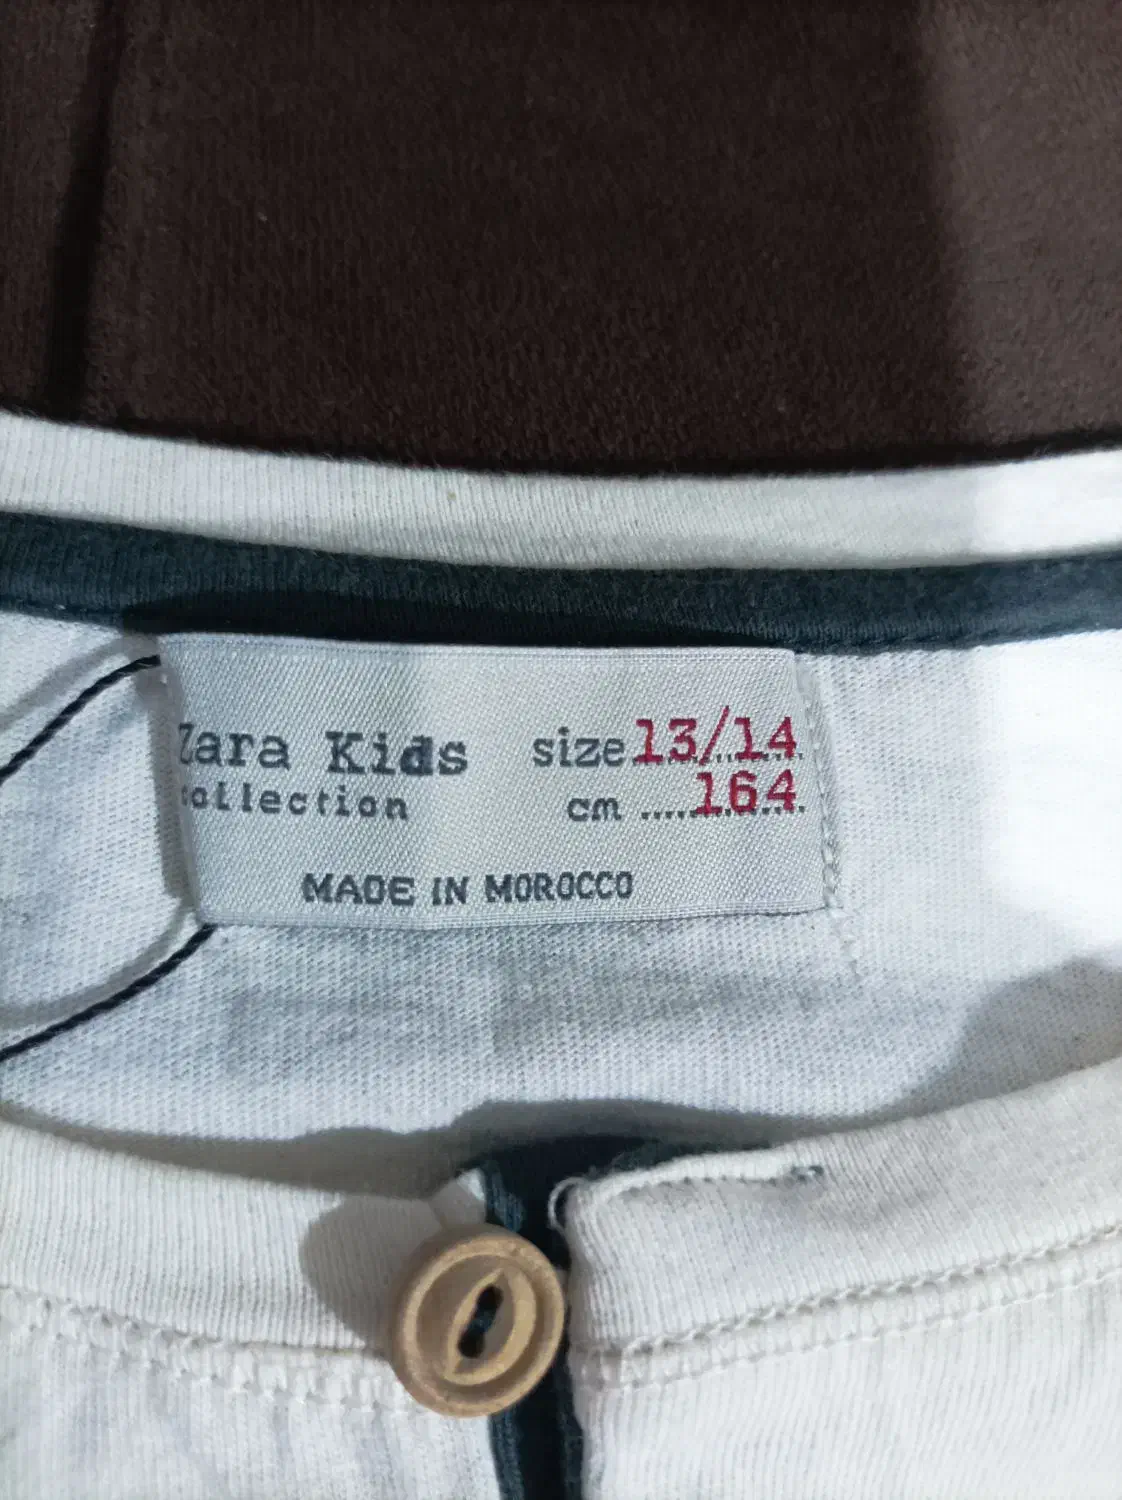 Zara Kids size 13/14
collection cm 164
MADE IN MOROCCO